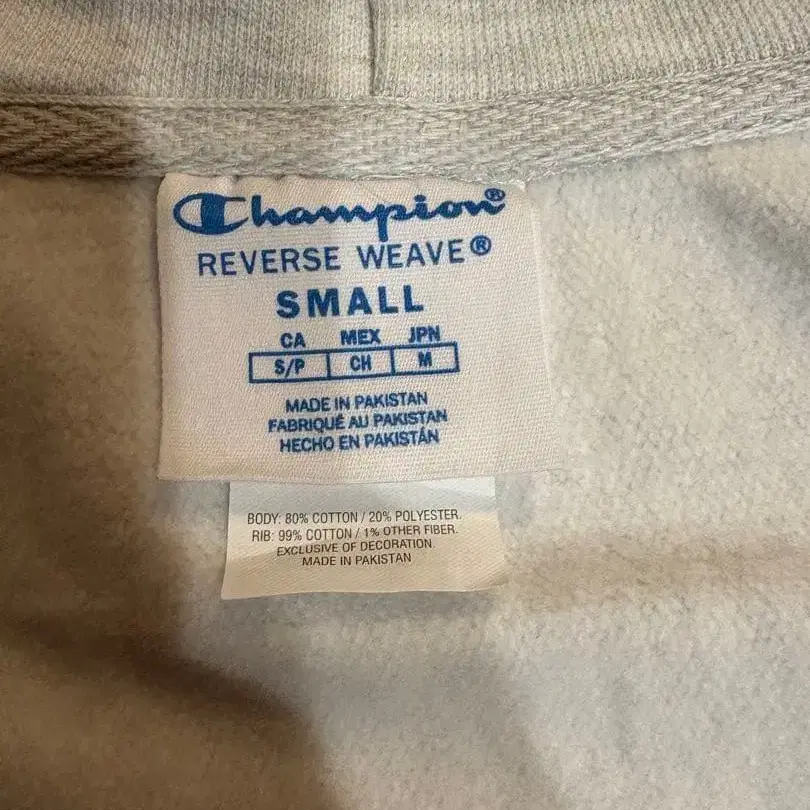 Champion®
REVERSE WEAVE®
SMALL
CA MEX JPN
S/P CH M
MADE IN PAKISTAN
FABRIQUÉ AU PAKISTAN
HECHO EN PAKISTÁN
BODY: 80% COTTON / 20% POLYESTER.
RIB: 99% COTTON / 1% OTHER FIBER.
EXCLUSIVE OF DECORATION.
MADE IN PAKISTAN